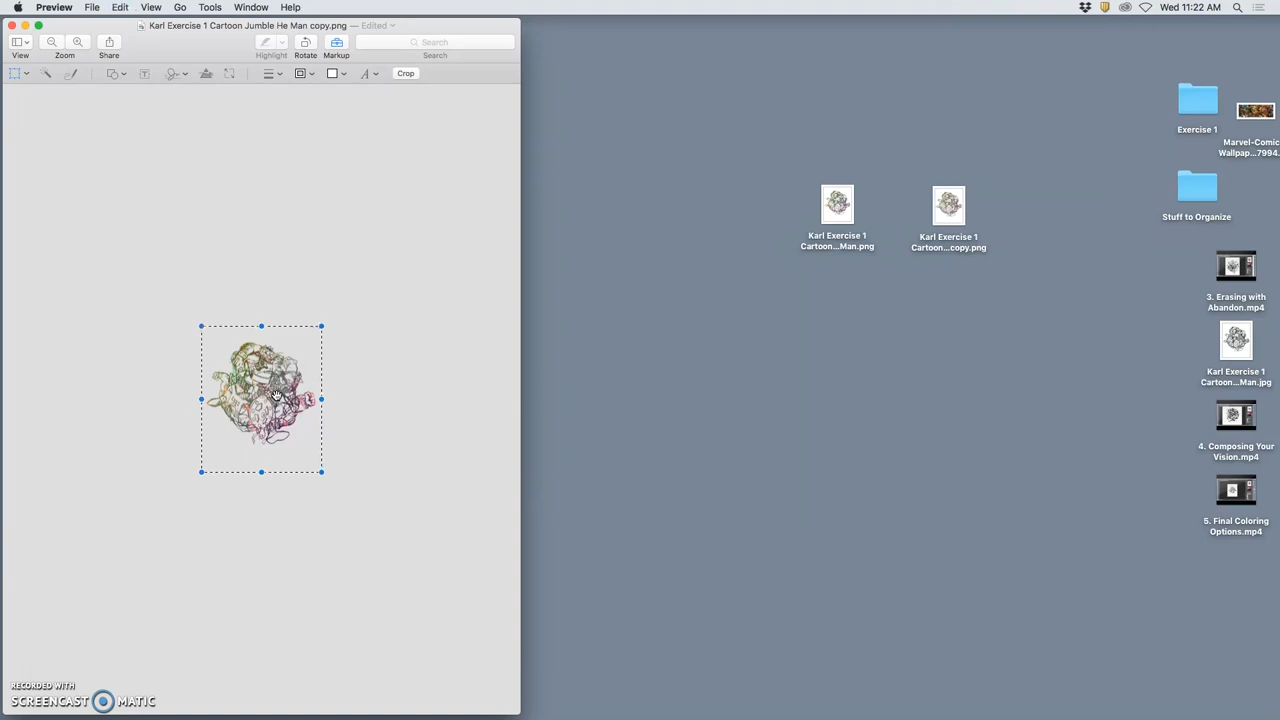 Preview File Edit View Go Tools Window Help
Wed 11:22 AM
Karl Exercise 1 Cartoon Jumble He Man copy.png — Edited
Search
View Zoom Share Highlight Rotate Markup Search
Crop
Exercise 1
Marvel-Comic
Wallpap...7994.
Stuff to Organize
Karl Exercise 1
Cartoon...Man.png
Karl Exercise 1
Cartoon...copy.png
3. Erasing with
Abandon.mp4
Karl Exercise 1
Cartoon...Man.jpg
4. Composing Your
Vision.mp4
5. Final Coloring
Options.mp4
RECORDED WITH
SCREENCAST MATIC